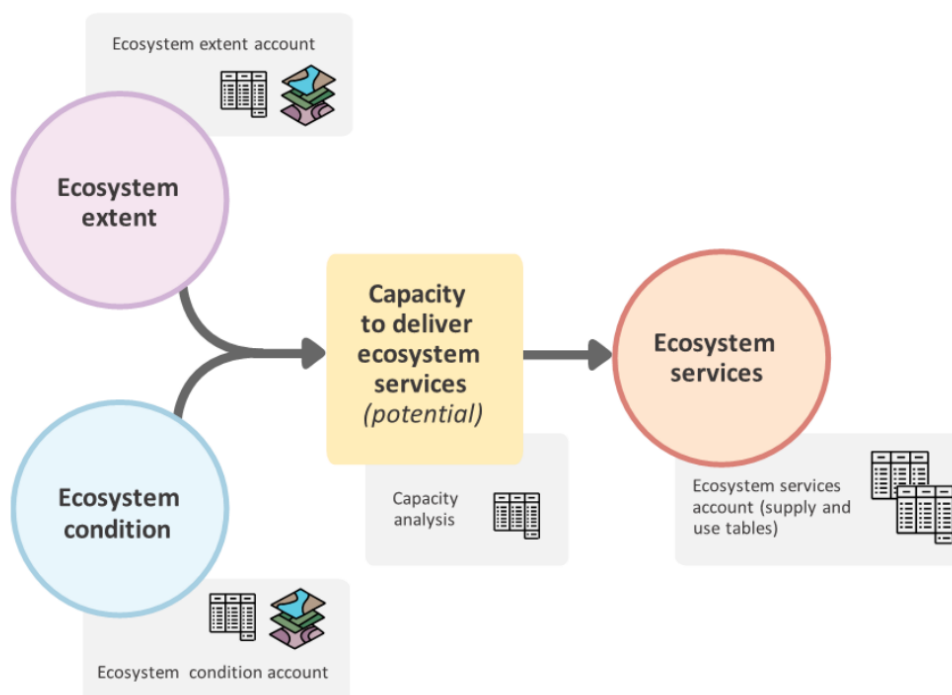 Ecosystem extent account
Ecosystem
extent
Capacity
to deliver
ecosystem
services
(potential)
Ecosystem
services
Ecosystem
condition
Capacity
analysis
Ecosystem services
account (supply and
use tables)
Ecosystem condition account